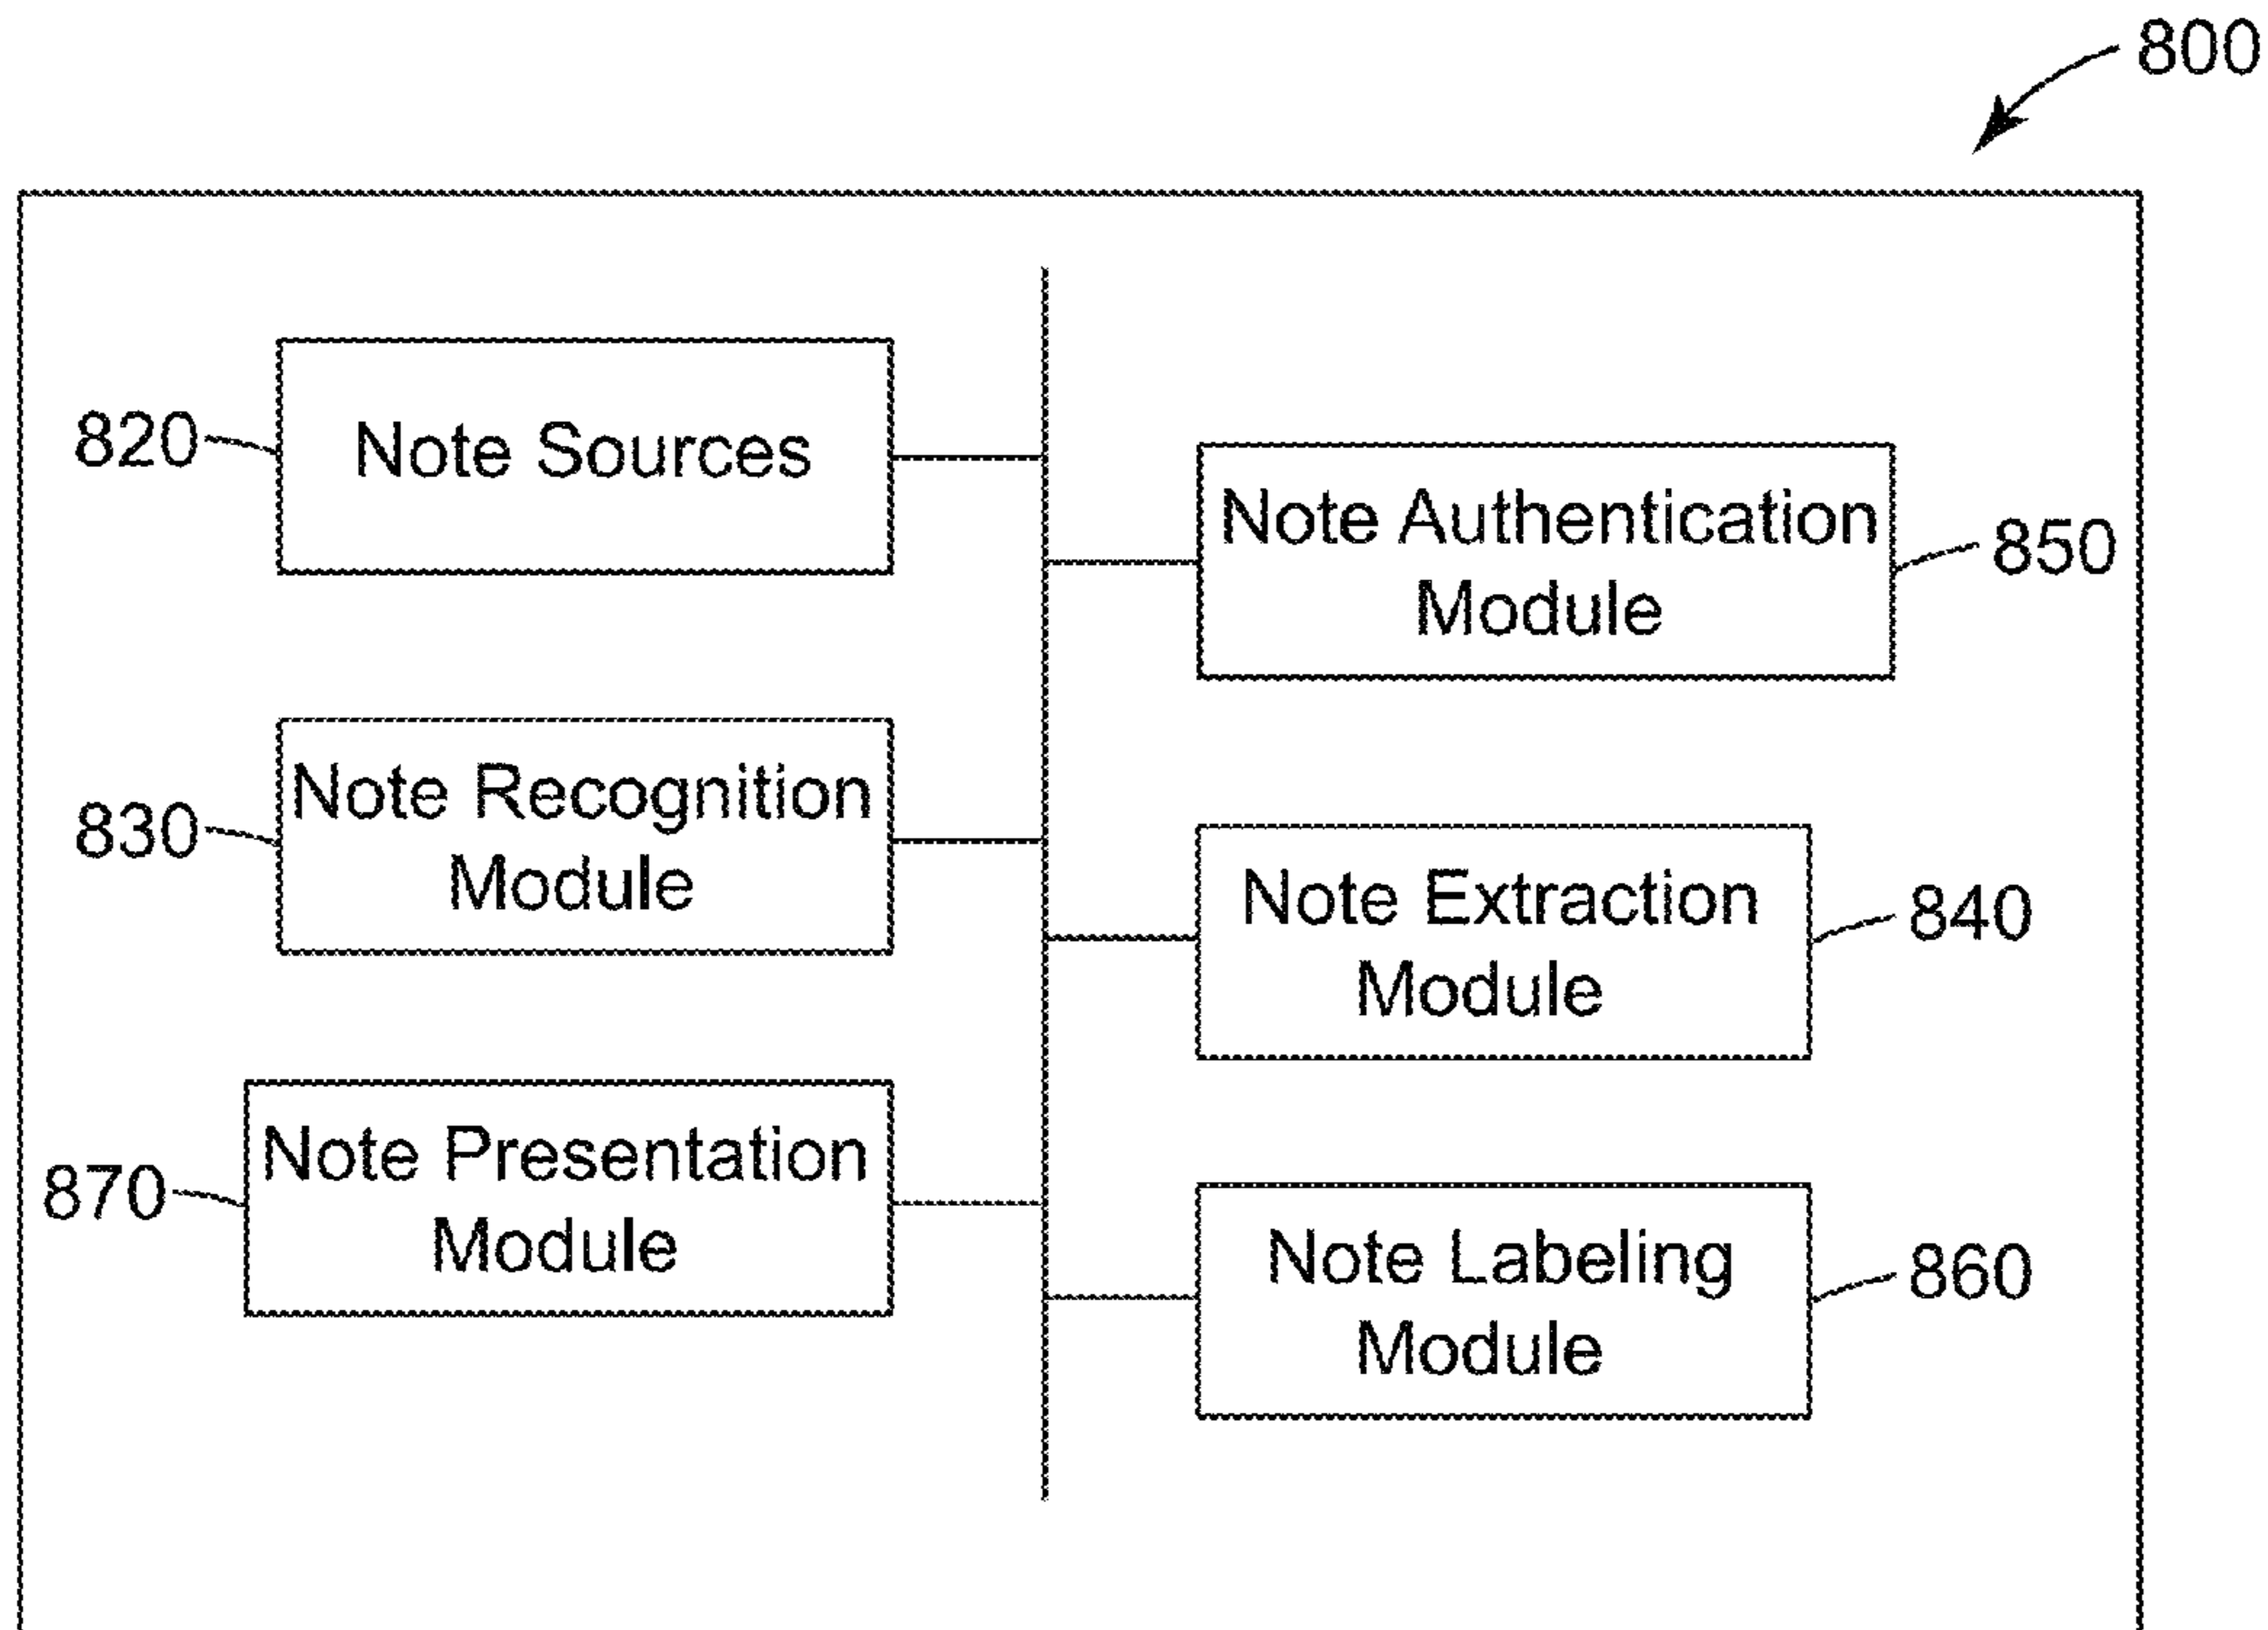 800
820
Note Sources
Note Authentication
Module
850
830
Note Recognition
Module
Note Extraction
Module
840
870
Note Presentation
Module
Note Labeling
Module
860